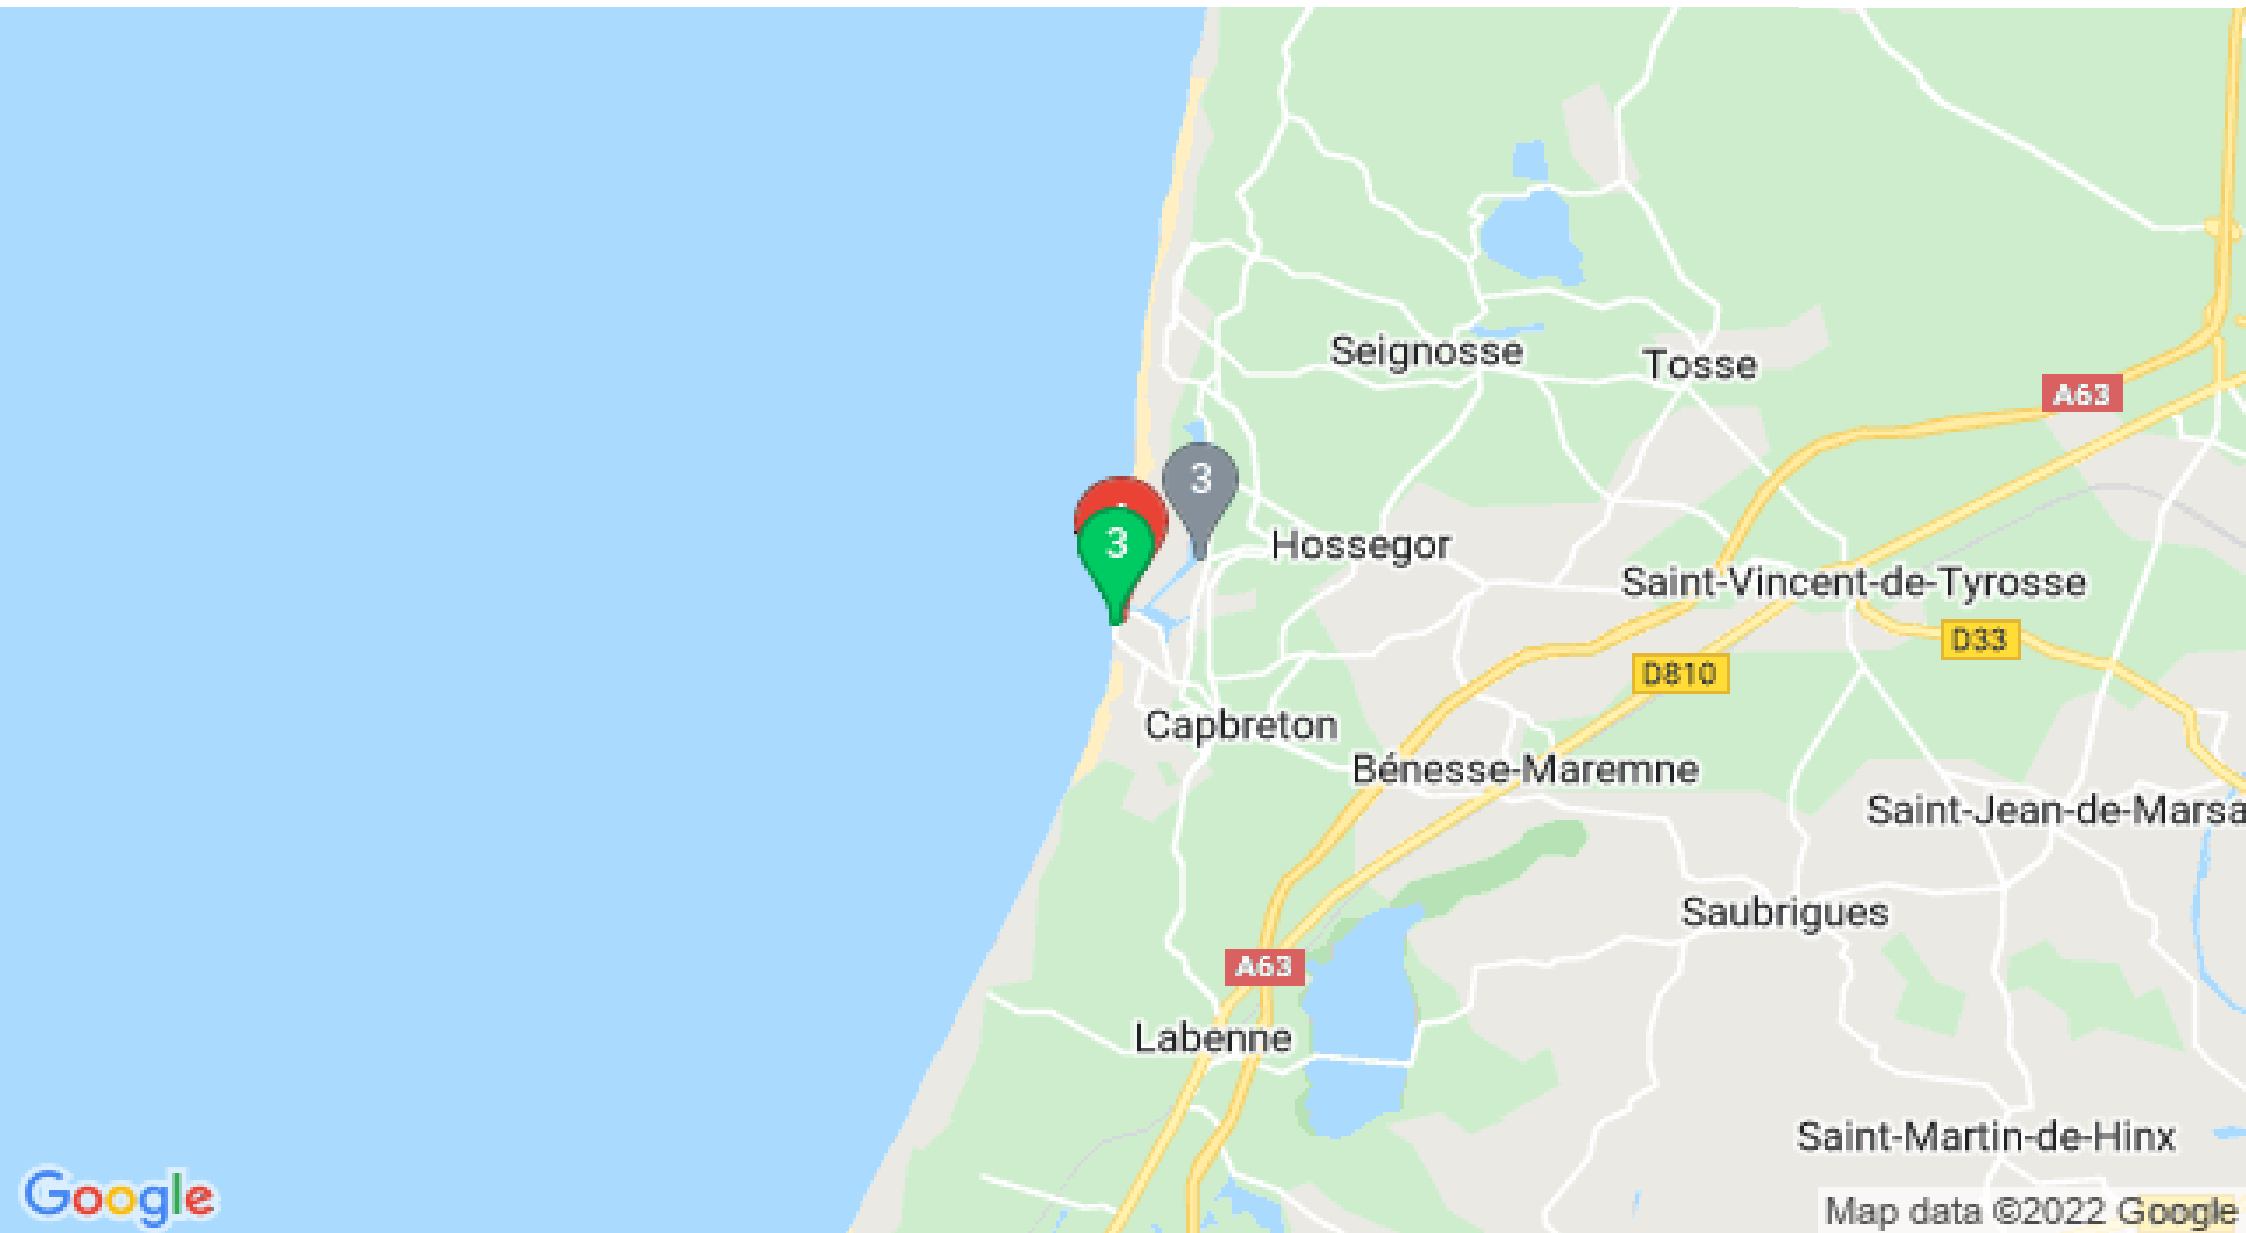 Seignosse
Tosse
A63
3
3
Hossegor
Saint-Vincent-de-Tyrosse
D33
D810
Capbreton
Bénesse-Maremne
Saint-Jean-de-Marsa
Saubrigues
A63
Labenne
Saint-Martin-de-Hinx
Google
Map data ©2022 Google